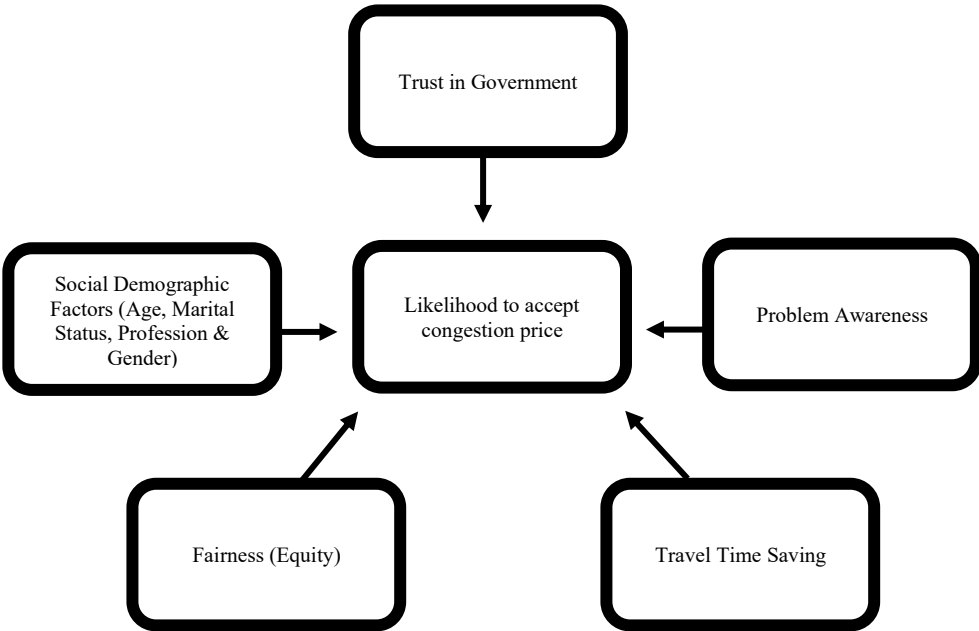 Trust in Government
Social Demographic
Factors (Age, Marital
Status, Profession &
Gender)
Likelihood to accept
congestion price
Problem Awareness
Fairness (Equity)
Travel Time Saving